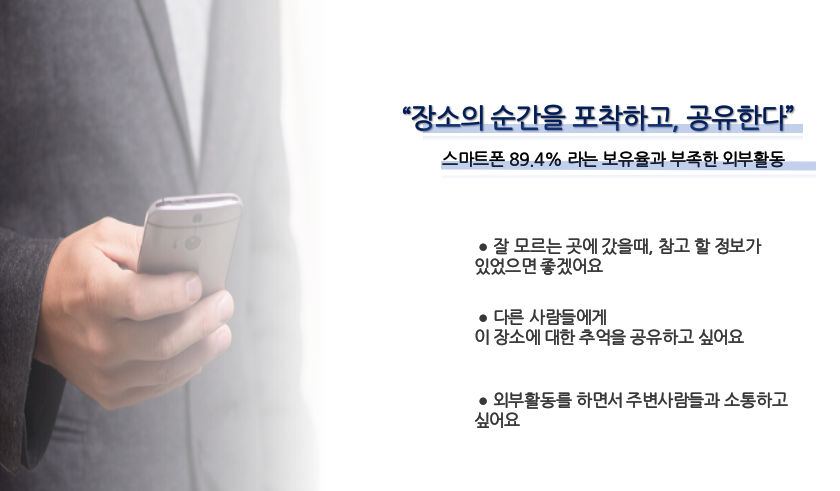 “장소의 순간을 포착하고, 공유한다”
스마트폰 89.4% 라는 보유율과 부족한 외부활동
● 잘 모르는 곳에 갔을때, 참고 할 정보가
있었으면 좋겠어요
● 다른 사람들에게
이 장소에 대한 추억을 공유하고 싶어요
● 외부활동를 하면서 주변사람들과 소통하고
싶어요